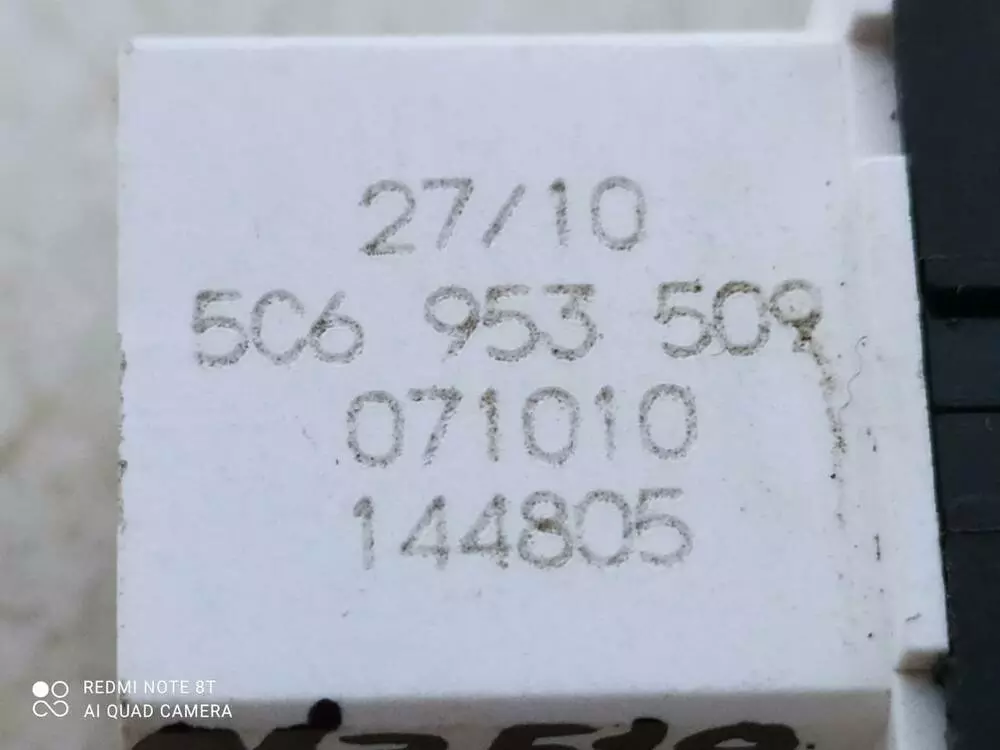 27/10
5C6 953 509
071010
144805
REDMI NOTE 8T
AI QUAD CAMERA